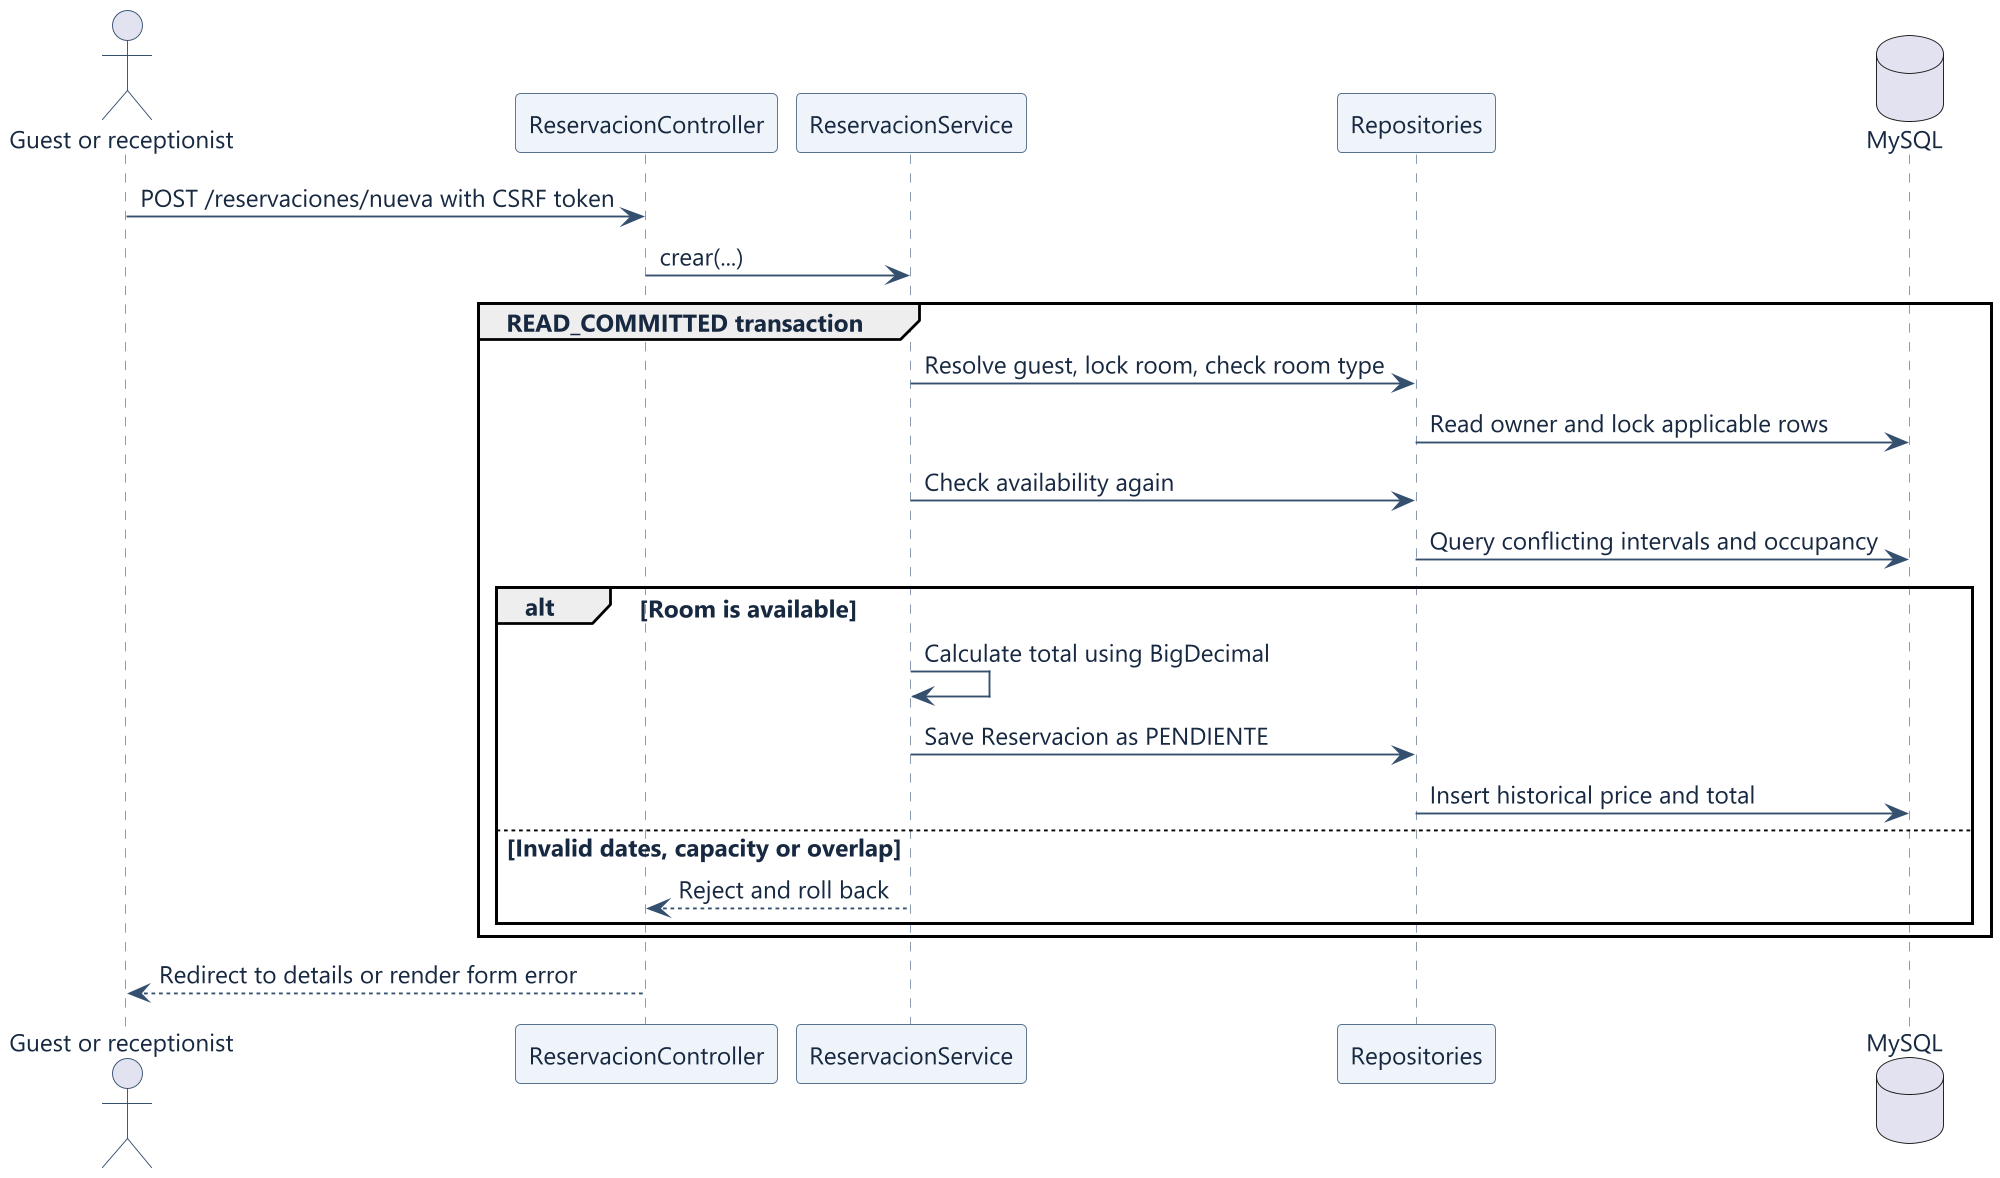 Guest or receptionist
ReservacionController
ReservacionService
Repositories
MySQL
POST /reservaciones/nueva with CSRF token
crear(...)
READ_COMMITTED transaction
Resolve guest, lock room, check room type
Read owner and lock applicable rows
Check availability again
Query conflicting intervals and occupancy
alt
[Room is available]
Calculate total using BigDecimal
Save Reservacion as PENDIENTE
Insert historical price and total
[Invalid dates, capacity or overlap]
Reject and roll back
Redirect to details or render form error
Guest or receptionist
ReservacionController
ReservacionService
Repositories
MySQL